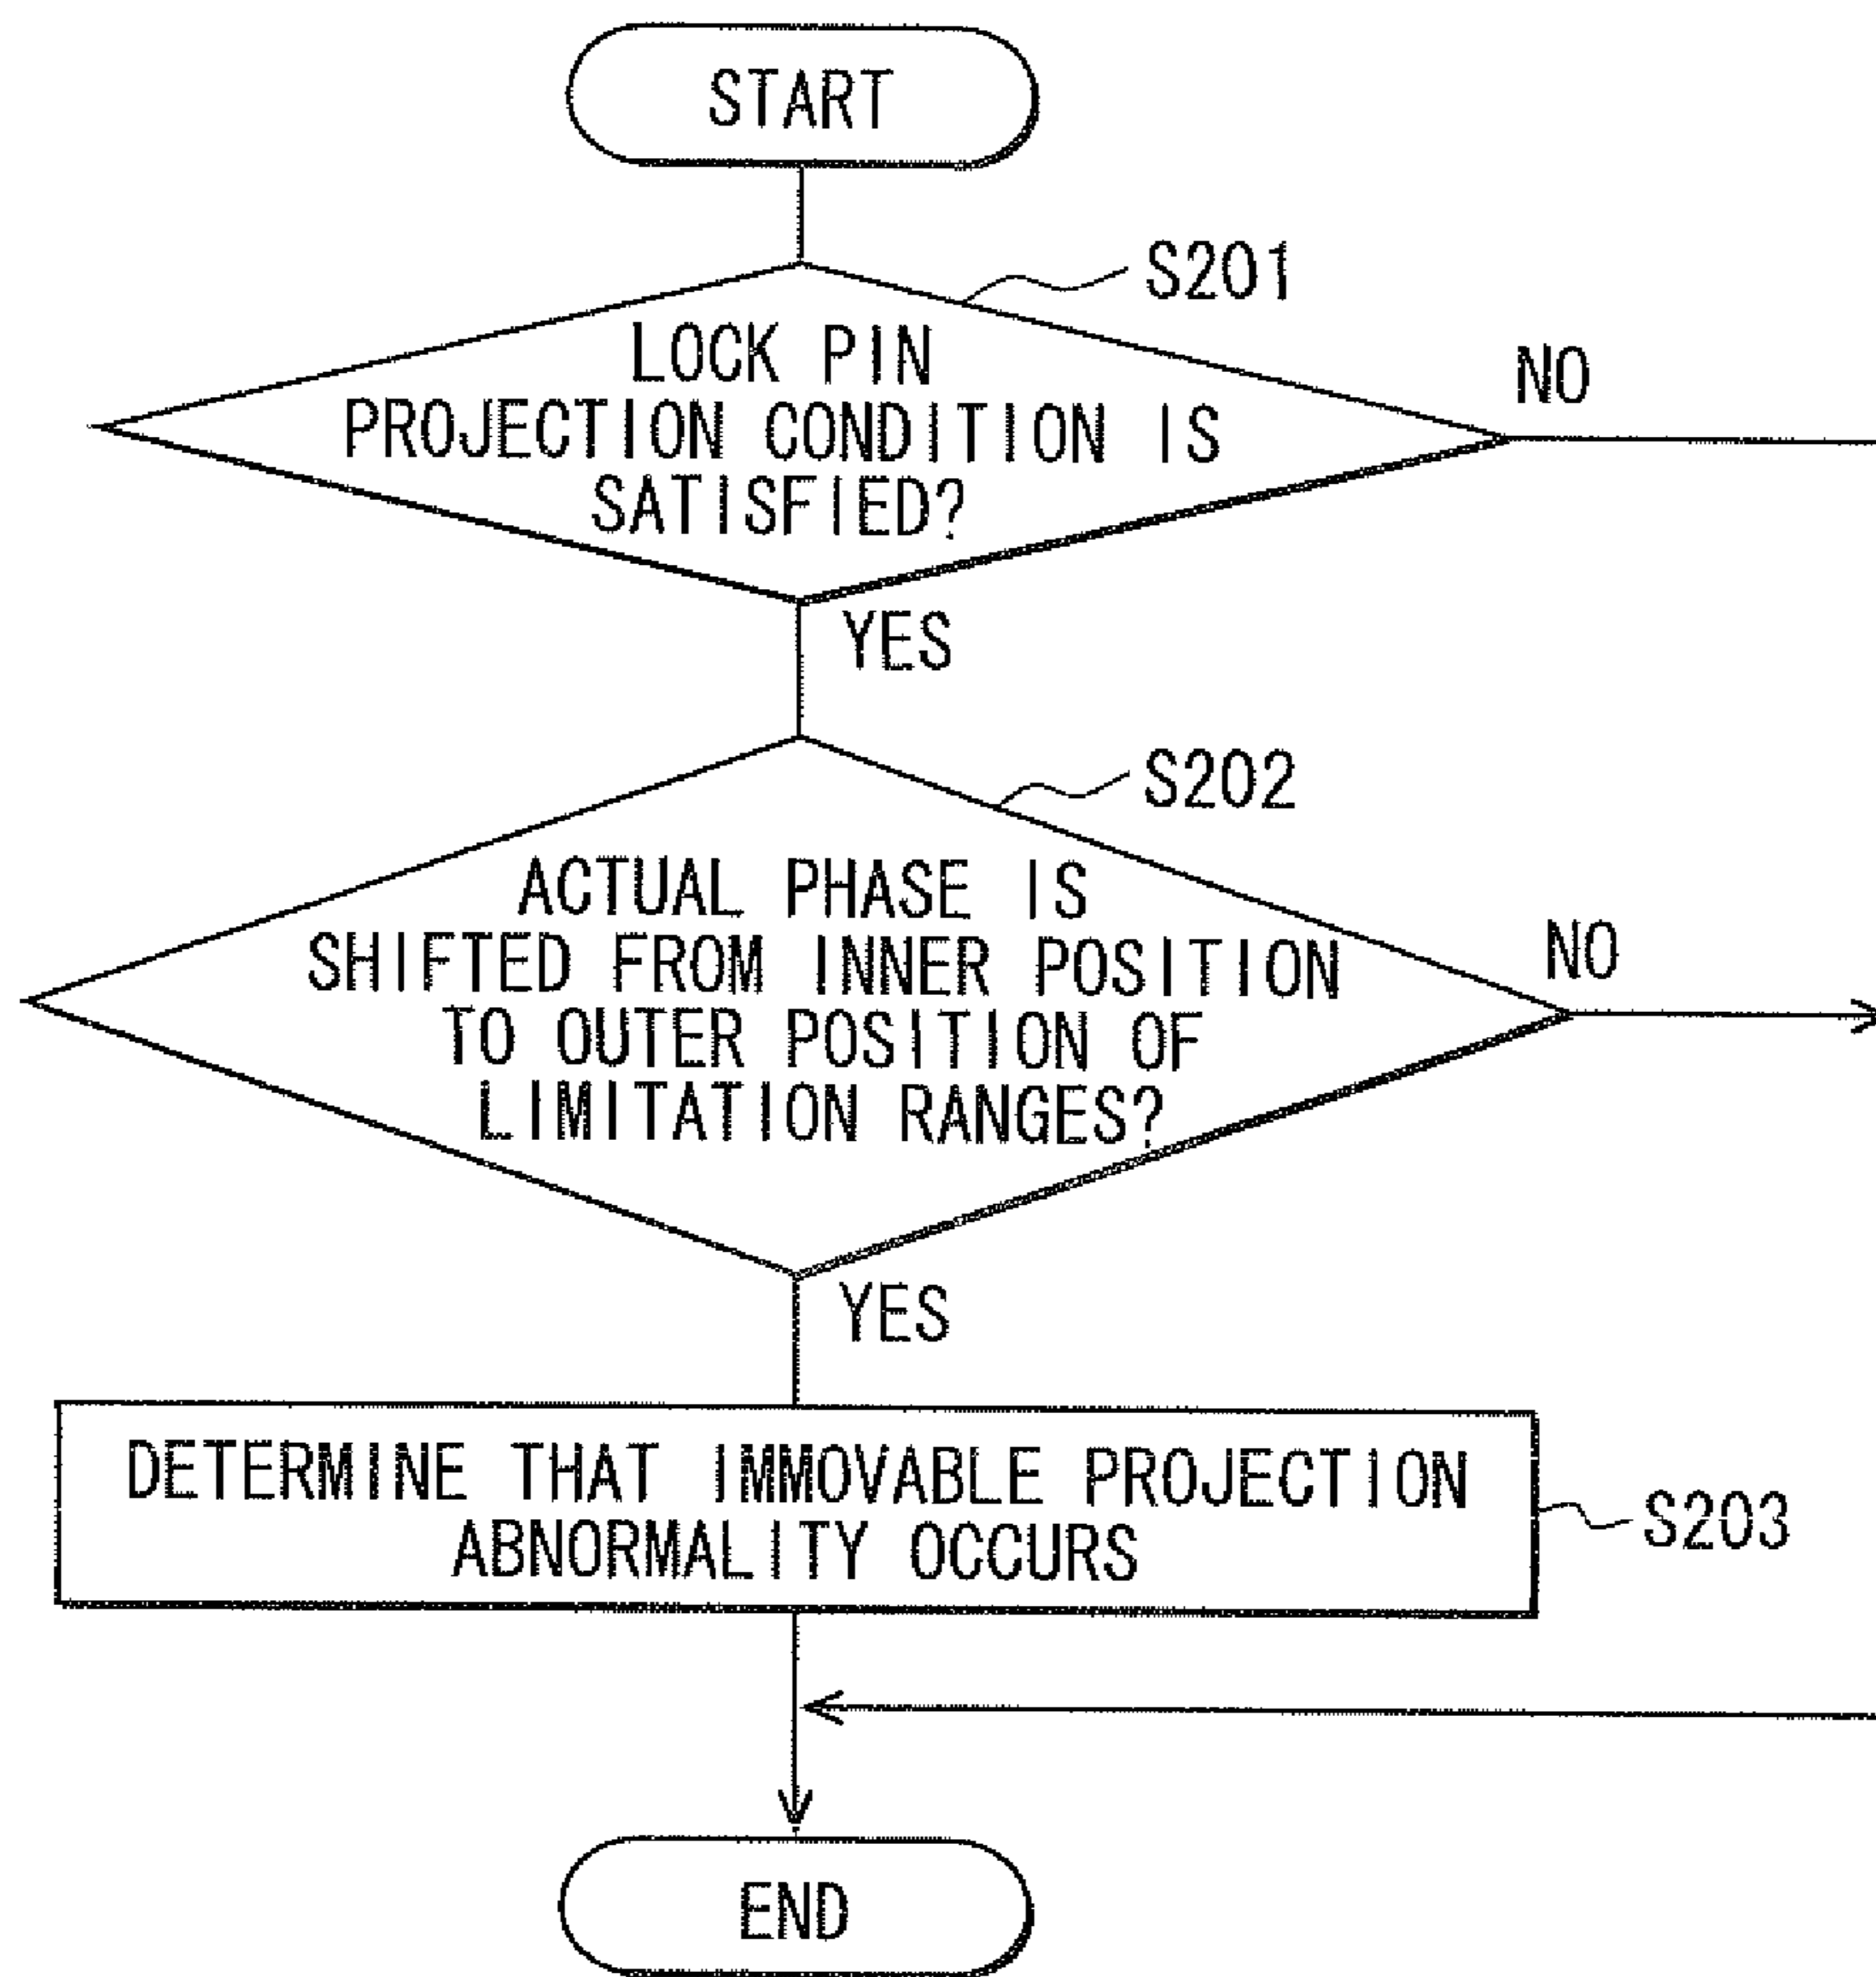 START
S201
LOCK PIN
PROJECTION CONDITION IS
SATISFIED?
NO
YES
S202
ACTUAL PHASE IS
SHIFTED FROM INNER POSITION
TO OUTER POSITION OF
LIMITATION RANGES?
NO
YES
DETERMINE THAT IMMOVABLE PROJECTION
ABNORMALITY OCCURS
S203
END